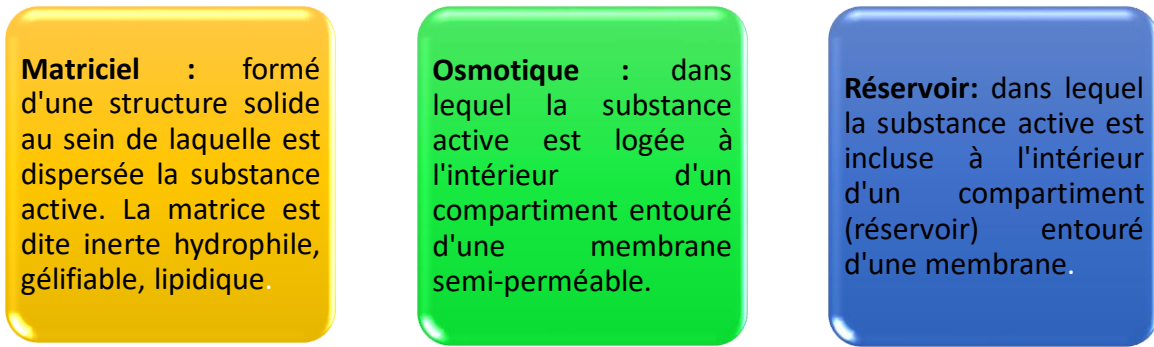 Matriciel : formé
d'une structure solide
au sein de laquelle est
dispersée la substance
active. La matrice est
dite inerte hydrophile,
gélifiable, lipidique.
Osmotique : dans
lequel la substance
active est logée à
l'intérieur d'un
compartiment entouré
d'une membrane
semi-perméable.
Réservoir: dans lequel
la substance active est
incluse à l'intérieur
d'un compartiment
(réservoir) entouré
d'une membrane.